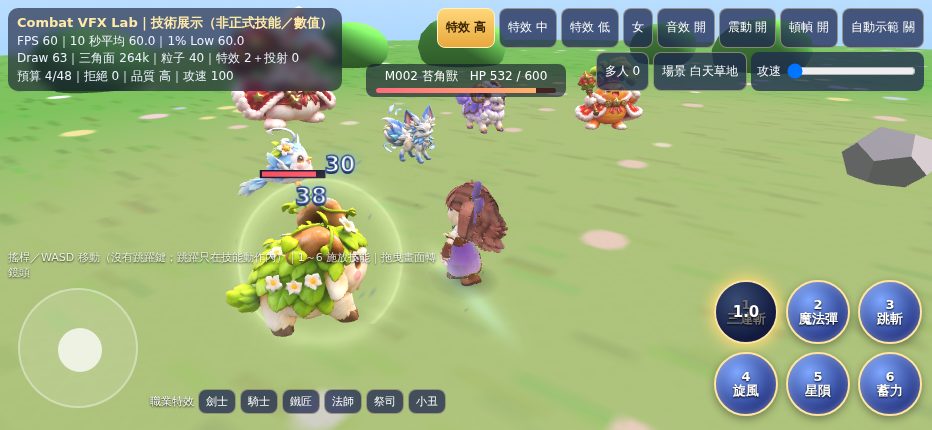 Combat VFX Lab｜技術展示（非正式技能／數值）
FPS 60｜10 秒平均 60.0｜1% Low 60.0
Draw 63｜三角面 264k｜粒子 40｜特效 2＋投射 0
預算 4/48｜拒絕 0｜品質 高｜攻速 100
特效 高
特效 中
特效 低
女
音效 開
震動 開
頓幀 開
自動示範 關
多人 0
場景 白天草地
攻速
M002 苔角獸 HP 532 / 600
30
38
搖桿／WASD 移動（沒有跳躍鍵；跳躍只在技能動作內）｜1～6 施放技能｜拖曳畫面轉
鏡頭
1
三連斬
1.0
2
魔法彈
3
跳斬
4
旋風
5
星隕
6
蓄力
職業特效
劍士
騎士
鐵匠
法師
祭司
小丑